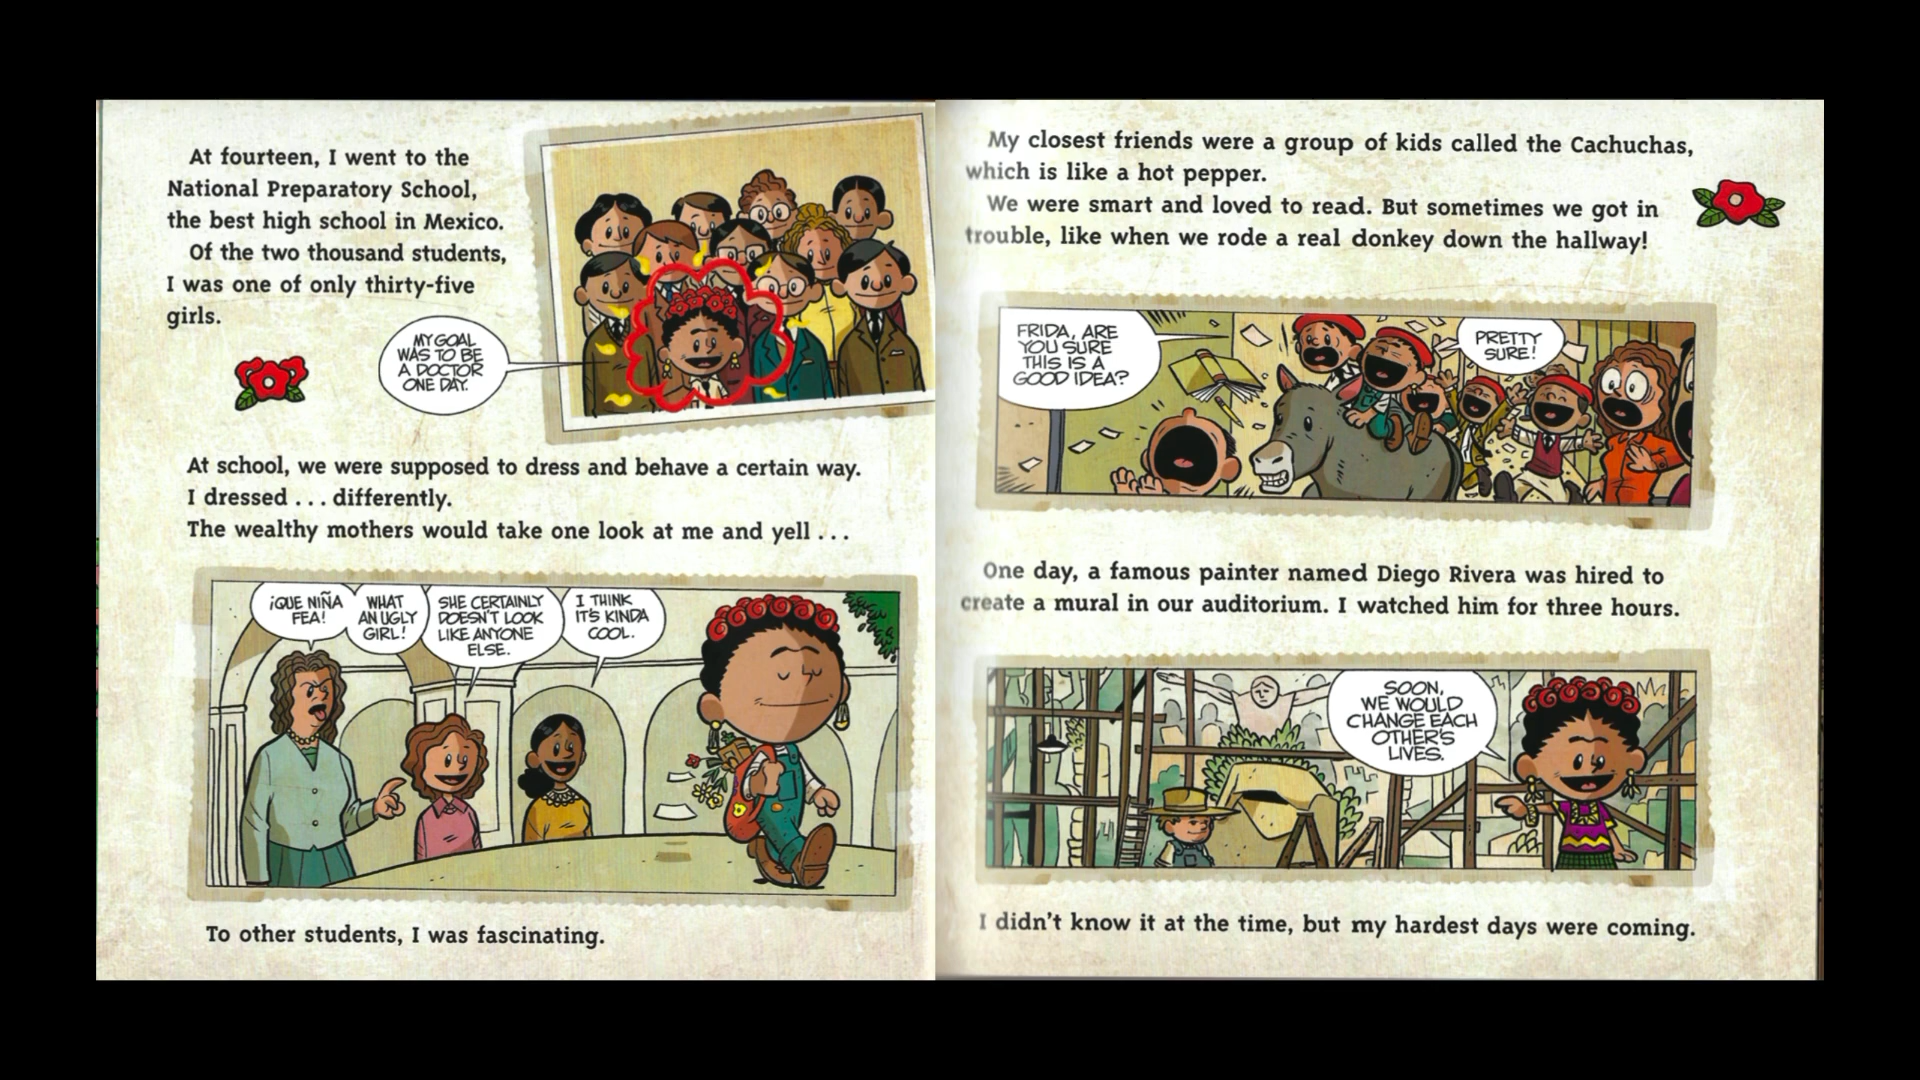 At fourteen, I went to the
National Preparatory School,
the best high school in Mexico.
Of the two thousand students,
I was one of only thirty-five
girls.
MY GOAL
WAS TO BE
A DOCTOR
ONE DAY.
At school, we were supposed to dress and behave a certain way.
I dressed . . . differently.
The wealthy mothers would take one look at me and yell . . .
¡QUE NIÑA
FEA!
WHAT
AN UGLY
GIRL!
SHE CERTAINLY
DOESN'T LOOK
LIKE ANYONE
ELSE.
I THINK
IT'S KINDA
COOL.
To other students, I was fascinating.
My closest friends were a group of kids called the Cachuchas,
which is like a hot pepper.
We were smart and loved to read. But sometimes we got in
trouble, like when we rode a real donkey down the hallway!
FRIDA, ARE
YOU SURE
THIS IS A
GOOD IDEA?
PRETTY
SURE!
One day, a famous painter named Diego Rivera was hired to
create a mural in our auditorium. I watched him for three hours.
SOON,
WE WOULD
CHANGE EACH
OTHER'S
LIVES.
I didn't know it at the time, but my hardest days were coming.